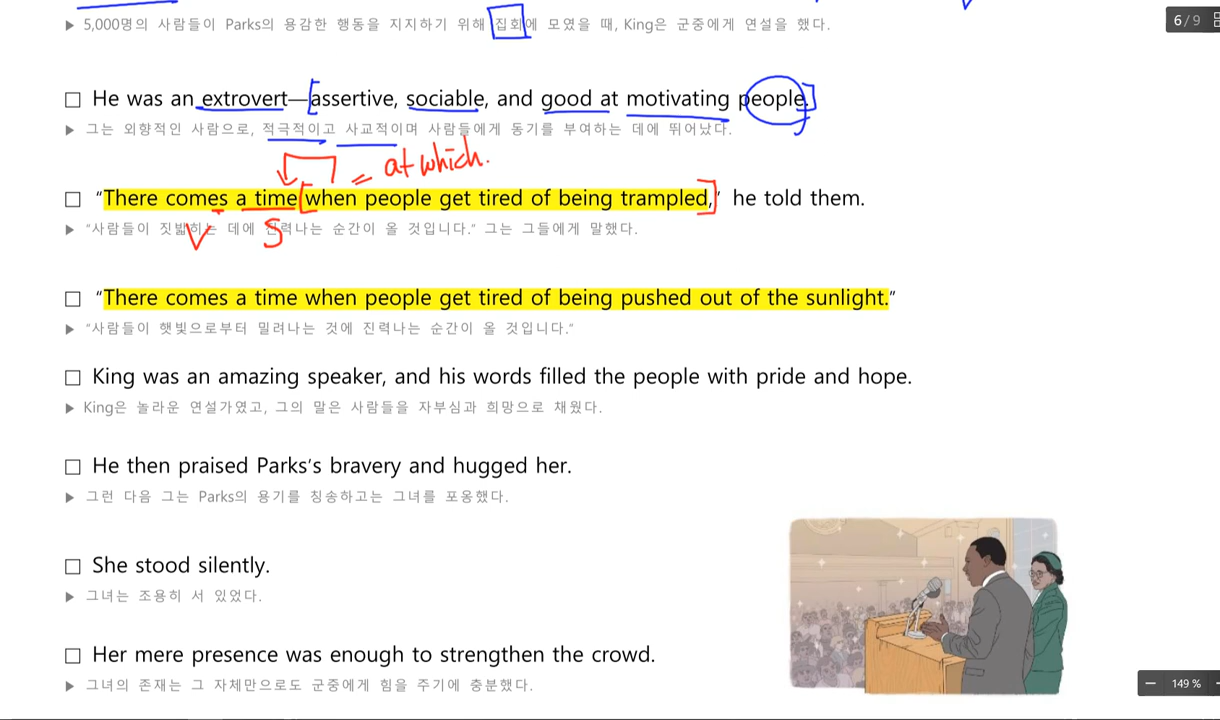 ▶ 5,000명의 사람들이 Parks의 용감한 행동을 지지하기 위해 집회에 모였을 때, King은 군중에게 연설을 했다.
6 / 9
□ He was an extrovert—[assertive, sociable, and good at motivating people.]
▶ 그는 외향적인 사람으로, 적극적이고 사교적이며 사람들에게 동기를 부여하는 데에 뛰어났다.
= at which.
□ “There comes a time [when people get tired of being trampled,]” he told them.
V S
▶ “사람들이 짓밟히는 데에 진력나는 순간이 올 것입니다.” 그는 그들에게 말했다.
□ “There comes a time when people get tired of being pushed out of the sunlight.”
▶ “사람들이 햇빛으로부터 밀려나는 것에 진력나는 순간이 올 것입니다.”
□ King was an amazing speaker, and his words filled the people with pride and hope.
▶ King은 놀라운 연설가였고, 그의 말은 사람들을 자부심과 희망으로 채웠다.
□ He then praised Parks’s bravery and hugged her.
▶ 그런 다음 그는 Parks의 용기를 칭송하고는 그녀를 포옹했다.
□ She stood silently.
▶ 그녀는 조용히 서 있었다.
□ Her mere presence was enough to strengthen the crowd.
▶ 그녀의 존재는 그 자체만으로도 군중에게 힘을 주기에 충분했다.
149 %